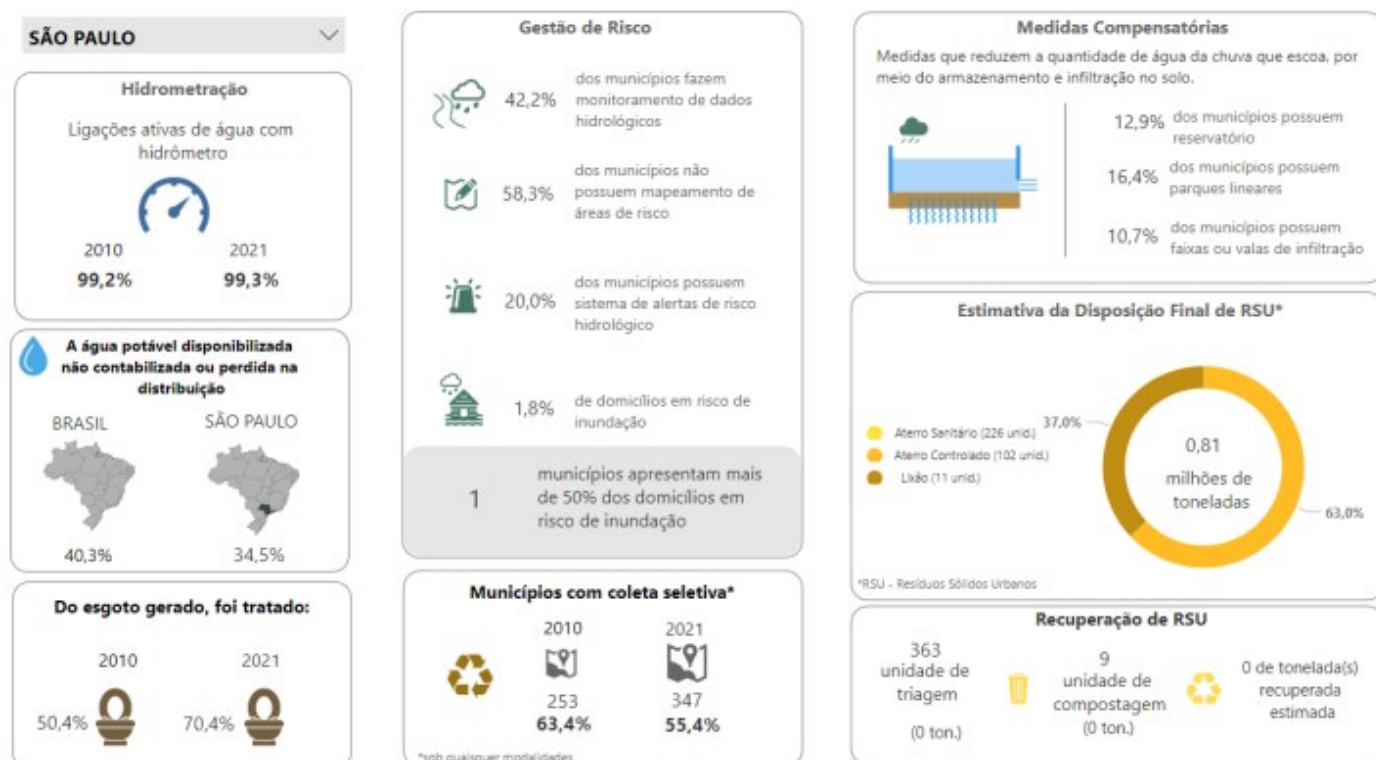 SÃO PAULO
Hidrometração
Ligações ativas de água com
hidrômetro
2010
2021
99,2%
99,3%
A água potável disponibilizada
não contabilizada ou perdida na
distribuição
BRASIL
SÃO PAULO
40,3%
34,5%
Do esgoto gerado, foi tratado:
2010
2021
50,4%
70,4%
Gestão de Risco
42,2%
dos municípios fazem
monitoramento de dados
hidrológicos
58,3%
dos municípios não
possuem mapeamento de
áreas de risco
20,0%
dos municípios possuem
sistema de alertas de risco
hidrológico
1,8%
de domicílios em risco de
inundação
1
municípios apresentam mais
de 50% dos domicílios em
risco de inundação
Municípios com coleta seletiva*
2010
2021
253
347
63,4%
55,4%
*sob quaisquer modalidades
Medidas Compensatórias
Medidas que reduzem a quantidade de água da chuva que escoa, por
meio do armazenamento e infiltração no solo.
12,9%
dos municípios possuem
reservatório
16,4%
dos municípios possuem
parques lineares
10,7%
dos municípios possuem
faixas ou valas de infiltração
Estimativa da Disposição Final de RSU*
Aterro Sanitário (226 unid.)
Aterro Controlado (102 unid.)
Lixão (11 unid.)
37,0%
0,81
milhões de
toneladas
63,0%
*RSU - Resíduos Sólidos Urbanos
Recuperação de RSU
363
unidade de
triagem
(0 ton.)
9
unidade de
compostagem
(0 ton.)
0 de tonelada(s)
recuperada
estimada